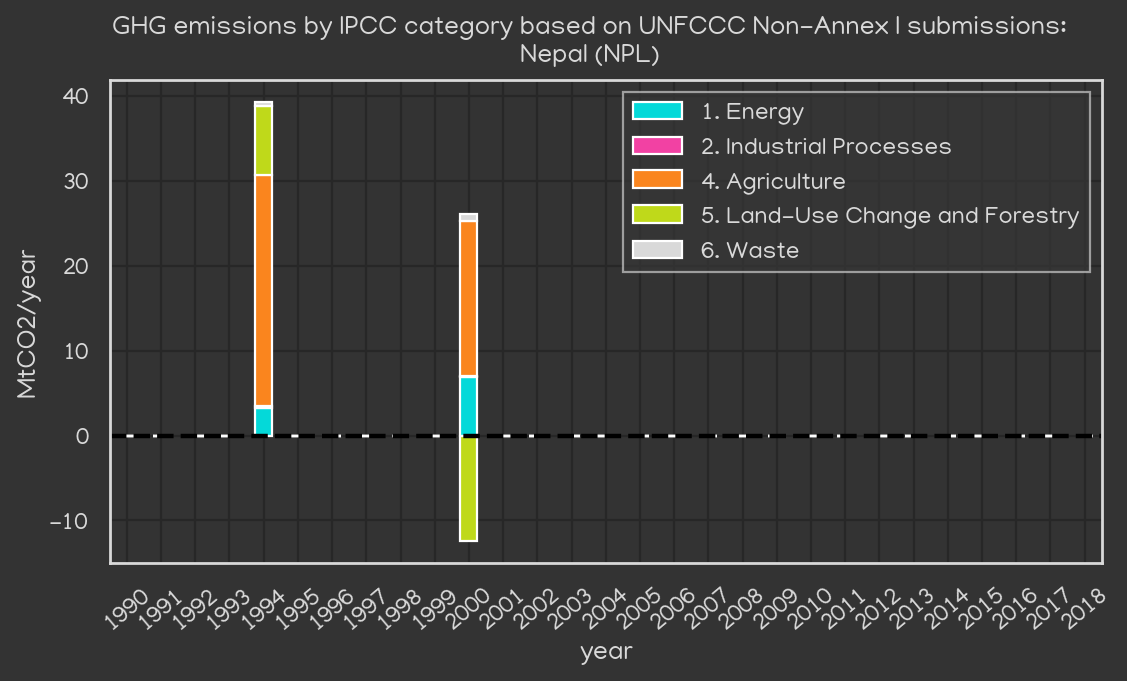 GHG emissions by IPCC category based on UNFCCC Non-Annex I submissions:
Nepal (NPL)
MtCO2/year
40
30
20
10
0
-10
1. Energy
2. Industrial Processes
4. Agriculture
5. Land-Use Change and Forestry
6. Waste
1990 1991 1992 1993 1994 1995 1996 1997 1998 1999 2000 2001 2002 2003 2004 2005 2006 2007 2008 2009 2010 2011 2012 2013 2014 2015 2016 2017 2018
year